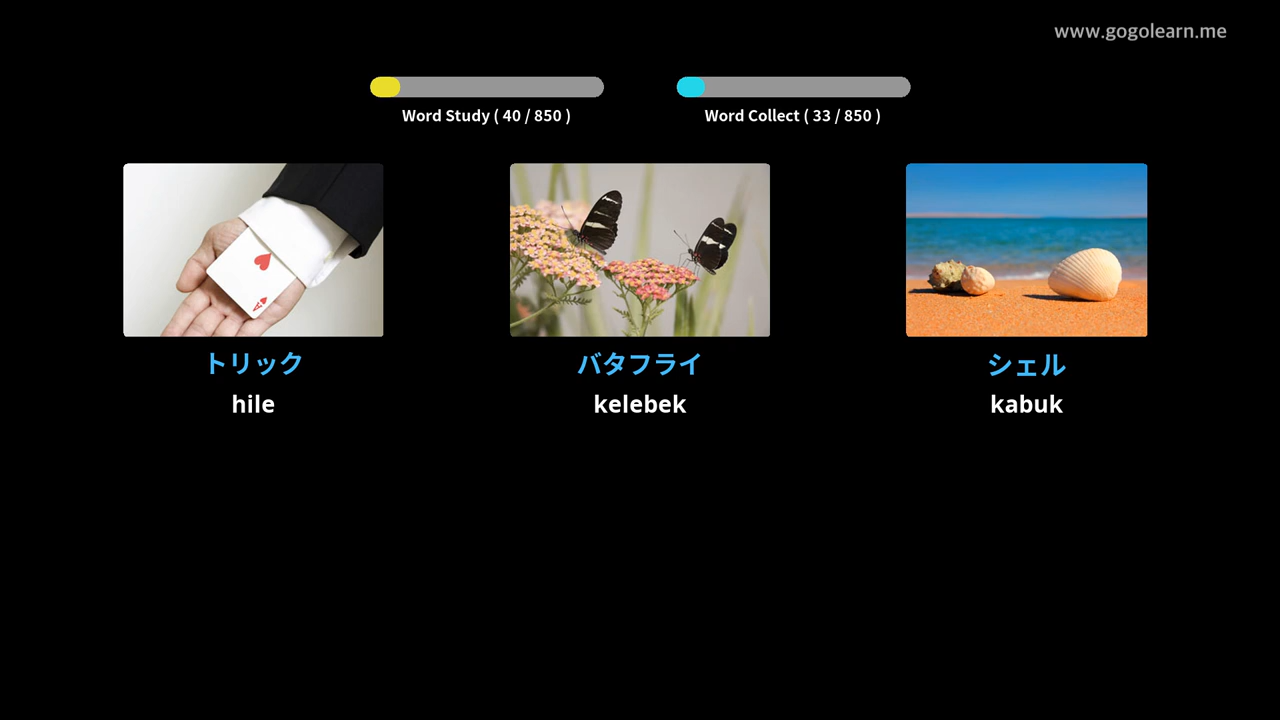 www.gogolearn.me
Word Study ( 40 / 850 )
Word Collect ( 33 / 850 )
トリック
hile
バタフライ
kelebek
シェル
kabuk